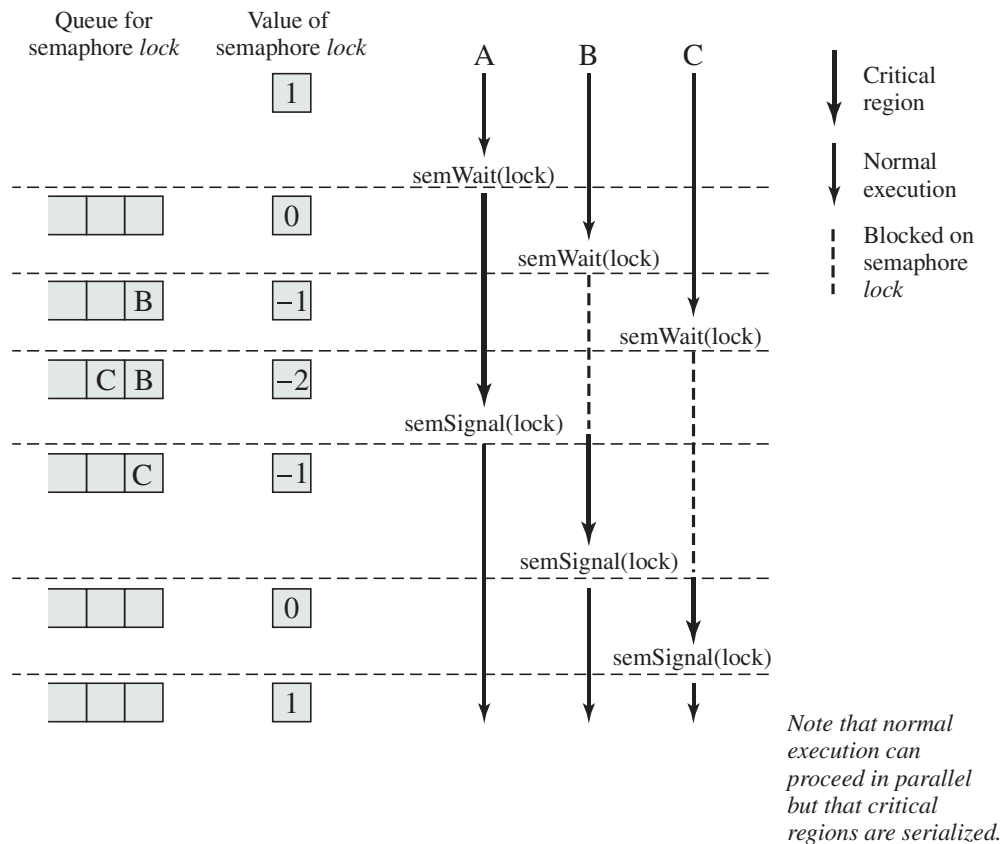 Queue for
semaphore lock
Value of
semaphore lock
A
B
C
1
Critical
region
Normal
execution
Blocked on
semaphore
lock
semWait(lock)
0
semWait(lock)
B
−1
semWait(lock)
C B
−2
semSignal(lock)
C
−1
semSignal(lock)
0
semSignal(lock)
1
Note that normal
execution can
proceed in parallel
but that critical
regions are serialized.